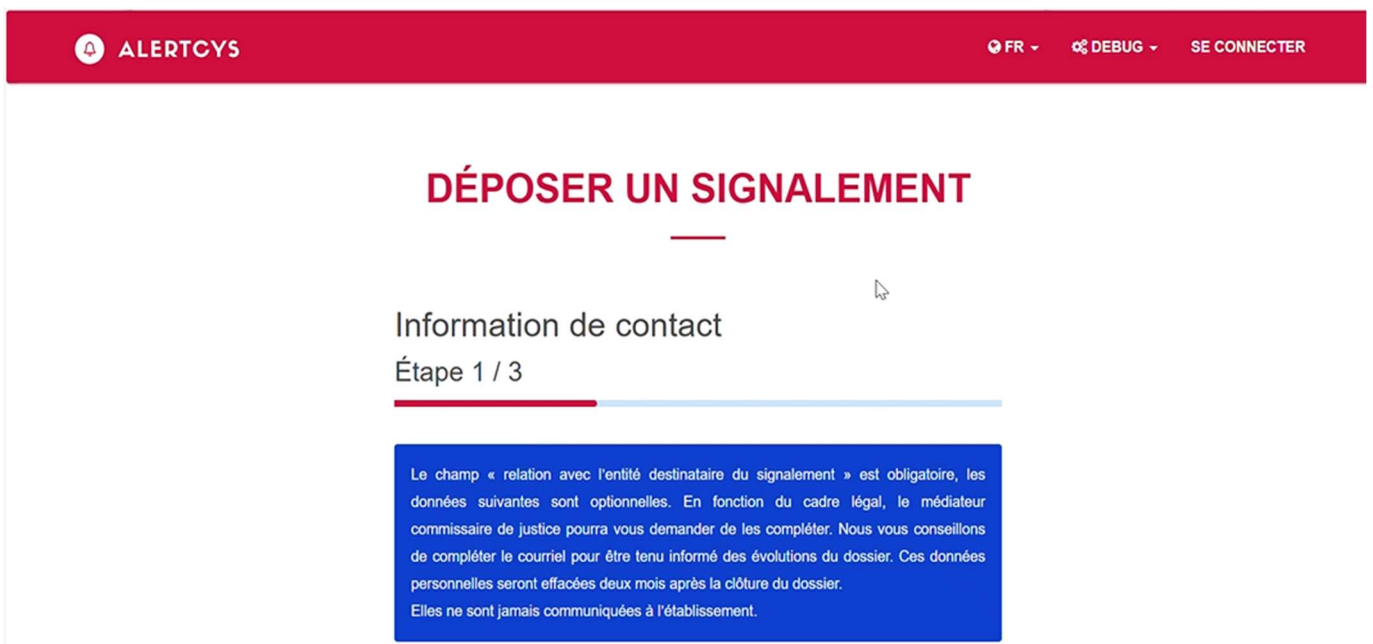 ALERTCYS
FR
DEBUG
SE CONNECTER
DÉPOSER UN SIGNALEMENT
Information de contact
Étape 1 / 3
Le champ « relation avec l'entité destinataire du signalement » est obligatoire, les
données suivantes sont optionnelles. En fonction du cadre légal, le médiateur
commissaire de justice pourra vous demander de les compléter. Nous vous conseillons
de compléter le courriel pour être tenu informé des évolutions du dossier. Ces données
personnelles seront effacées deux mois après la clôture du dossier.
Elles ne sont jamais communiquées à l'établissement.